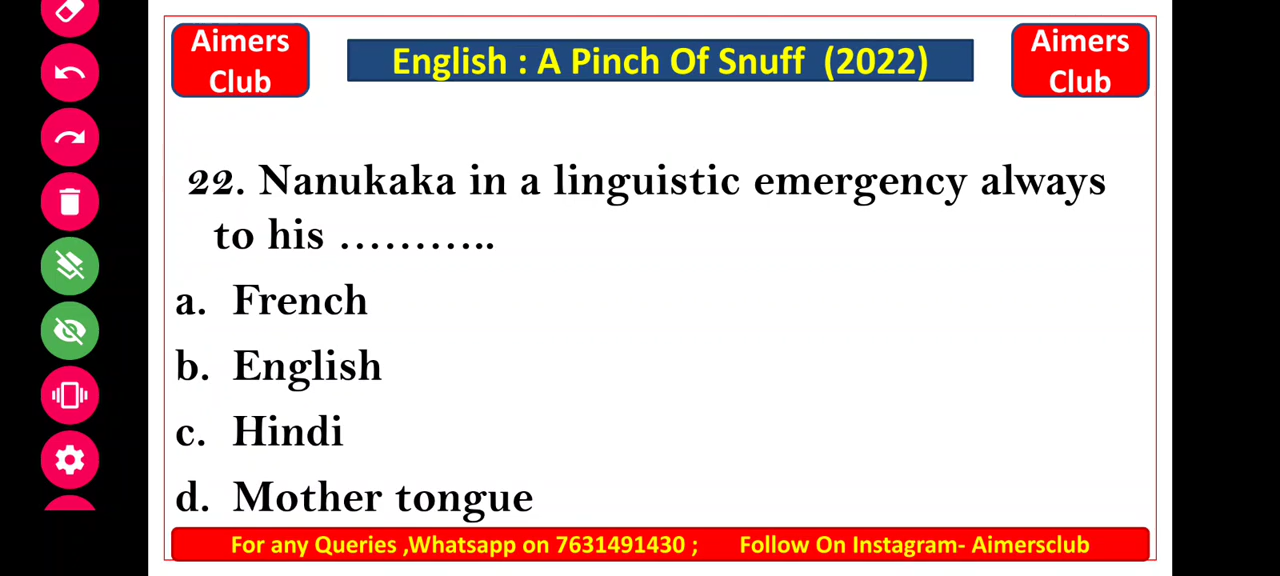 Aimers
Club
English : A Pinch Of Snuff (2022)
Aimers
Club
22. Nanukaka in a linguistic emergency always
to his ………..
a. French
b. English
c. Hindi
d. Mother tongue
For any Queries ,Whatsapp on 7631491430 ; Follow On Instagram- Aimersclub